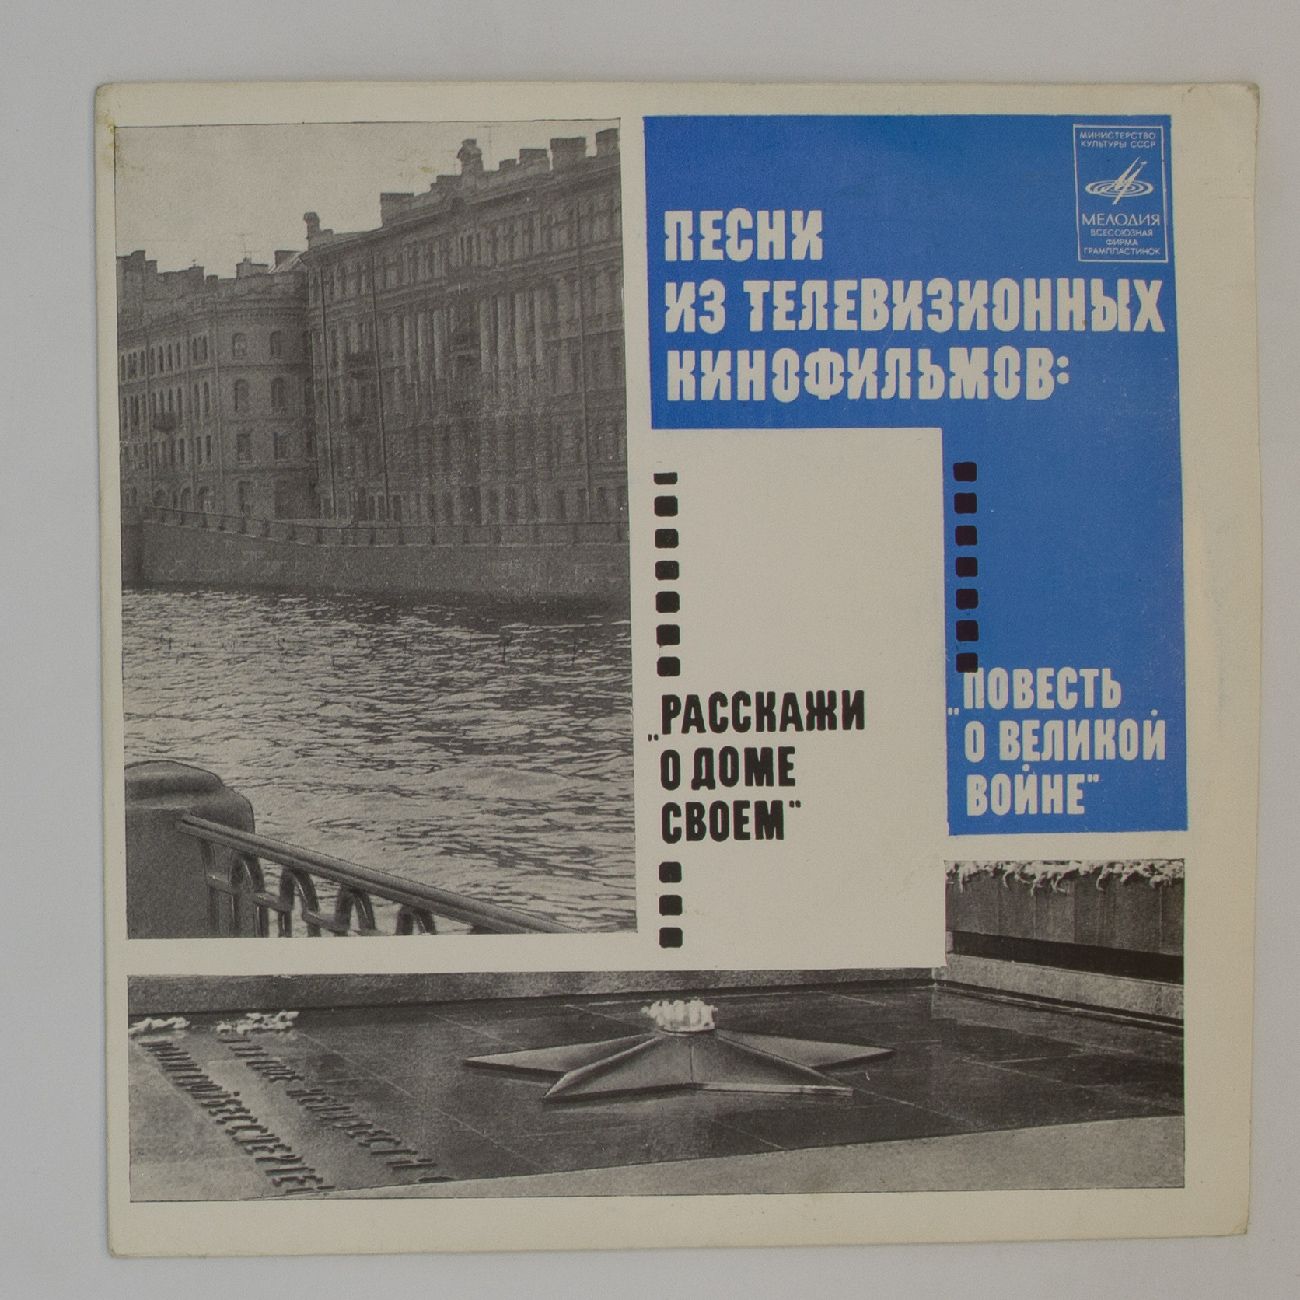 МИНИСТЕРСТВО
КУЛЬТУРЫ СССР
МЕЛОДИЯ
ВСЕСОЮЗНАЯ
ФИРМА
ГРАМПЛАСТИНОК
ПЕСНИ
ИЗ ТЕЛЕВИЗИОННЫХ
КИНОФИЛЬМОВ:
„РАССКАЖИ
О ДОМЕ
СВОЕМ"
„ПОВЕСТЬ
О ВЕЛИКОЙ
ВОЙНЕ"